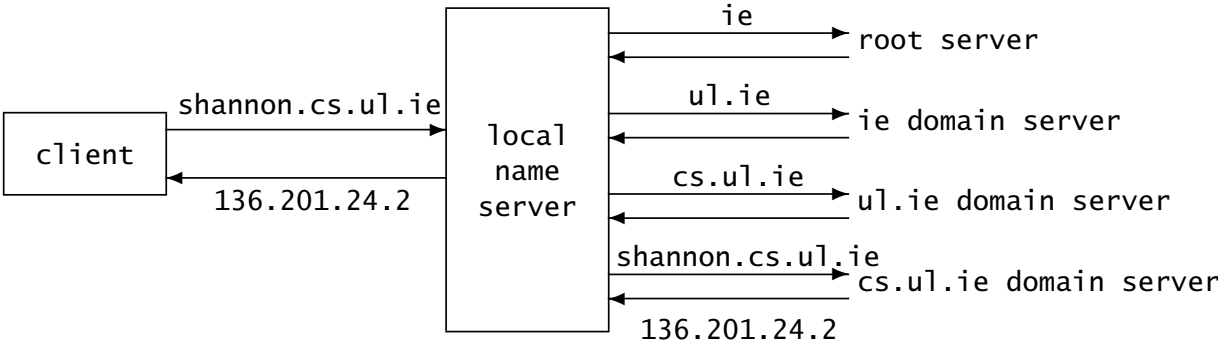 ie
root server
shannon.cs.ul.ie
client
136.201.24.2
local
name
server
ul.ie
ie domain server
cs.ul.ie
ul.ie domain server
shannon.cs.ul.ie
cs.ul.ie domain server
136.201.24.2